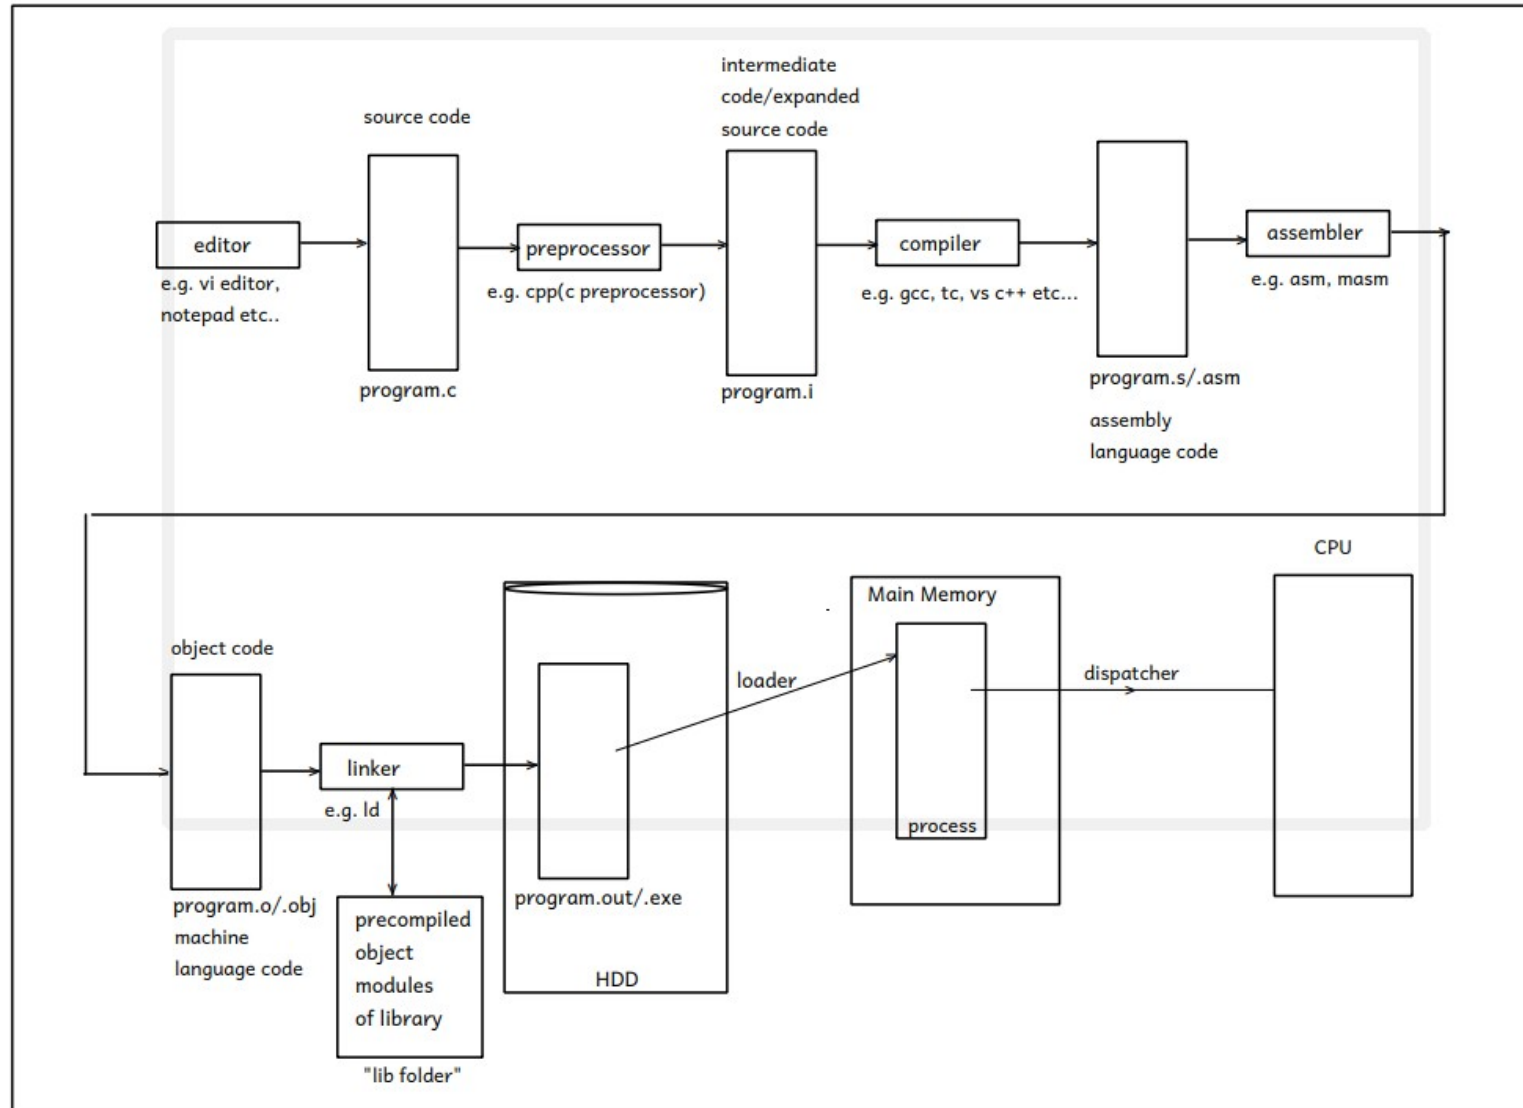 source code
program.c
intermediate
code/expanded
source code
program.i
editor
e.g. vi editor,
notepad etc..
preprocessor
e.g. cpp(c preprocessor)
compiler
e.g. gcc, tc, vs c++ etc...
program.s/.asm
assembly
language code
assembler
e.g. asm, masm
object code
program.o/.obj
machine
language code
linker
e.g. ld
precompiled
object
modules
of library
"lib folder"
program.out/.exe
HDD
loader
Main Memory
process
dispatcher
CPU